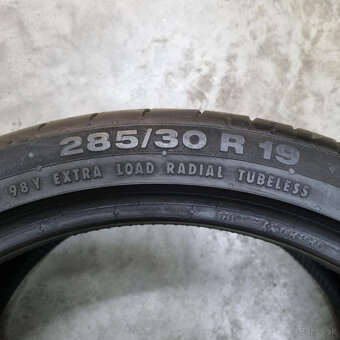 285/30 R 19
98Y EXTRA LOAD RADIAL TUBELESS